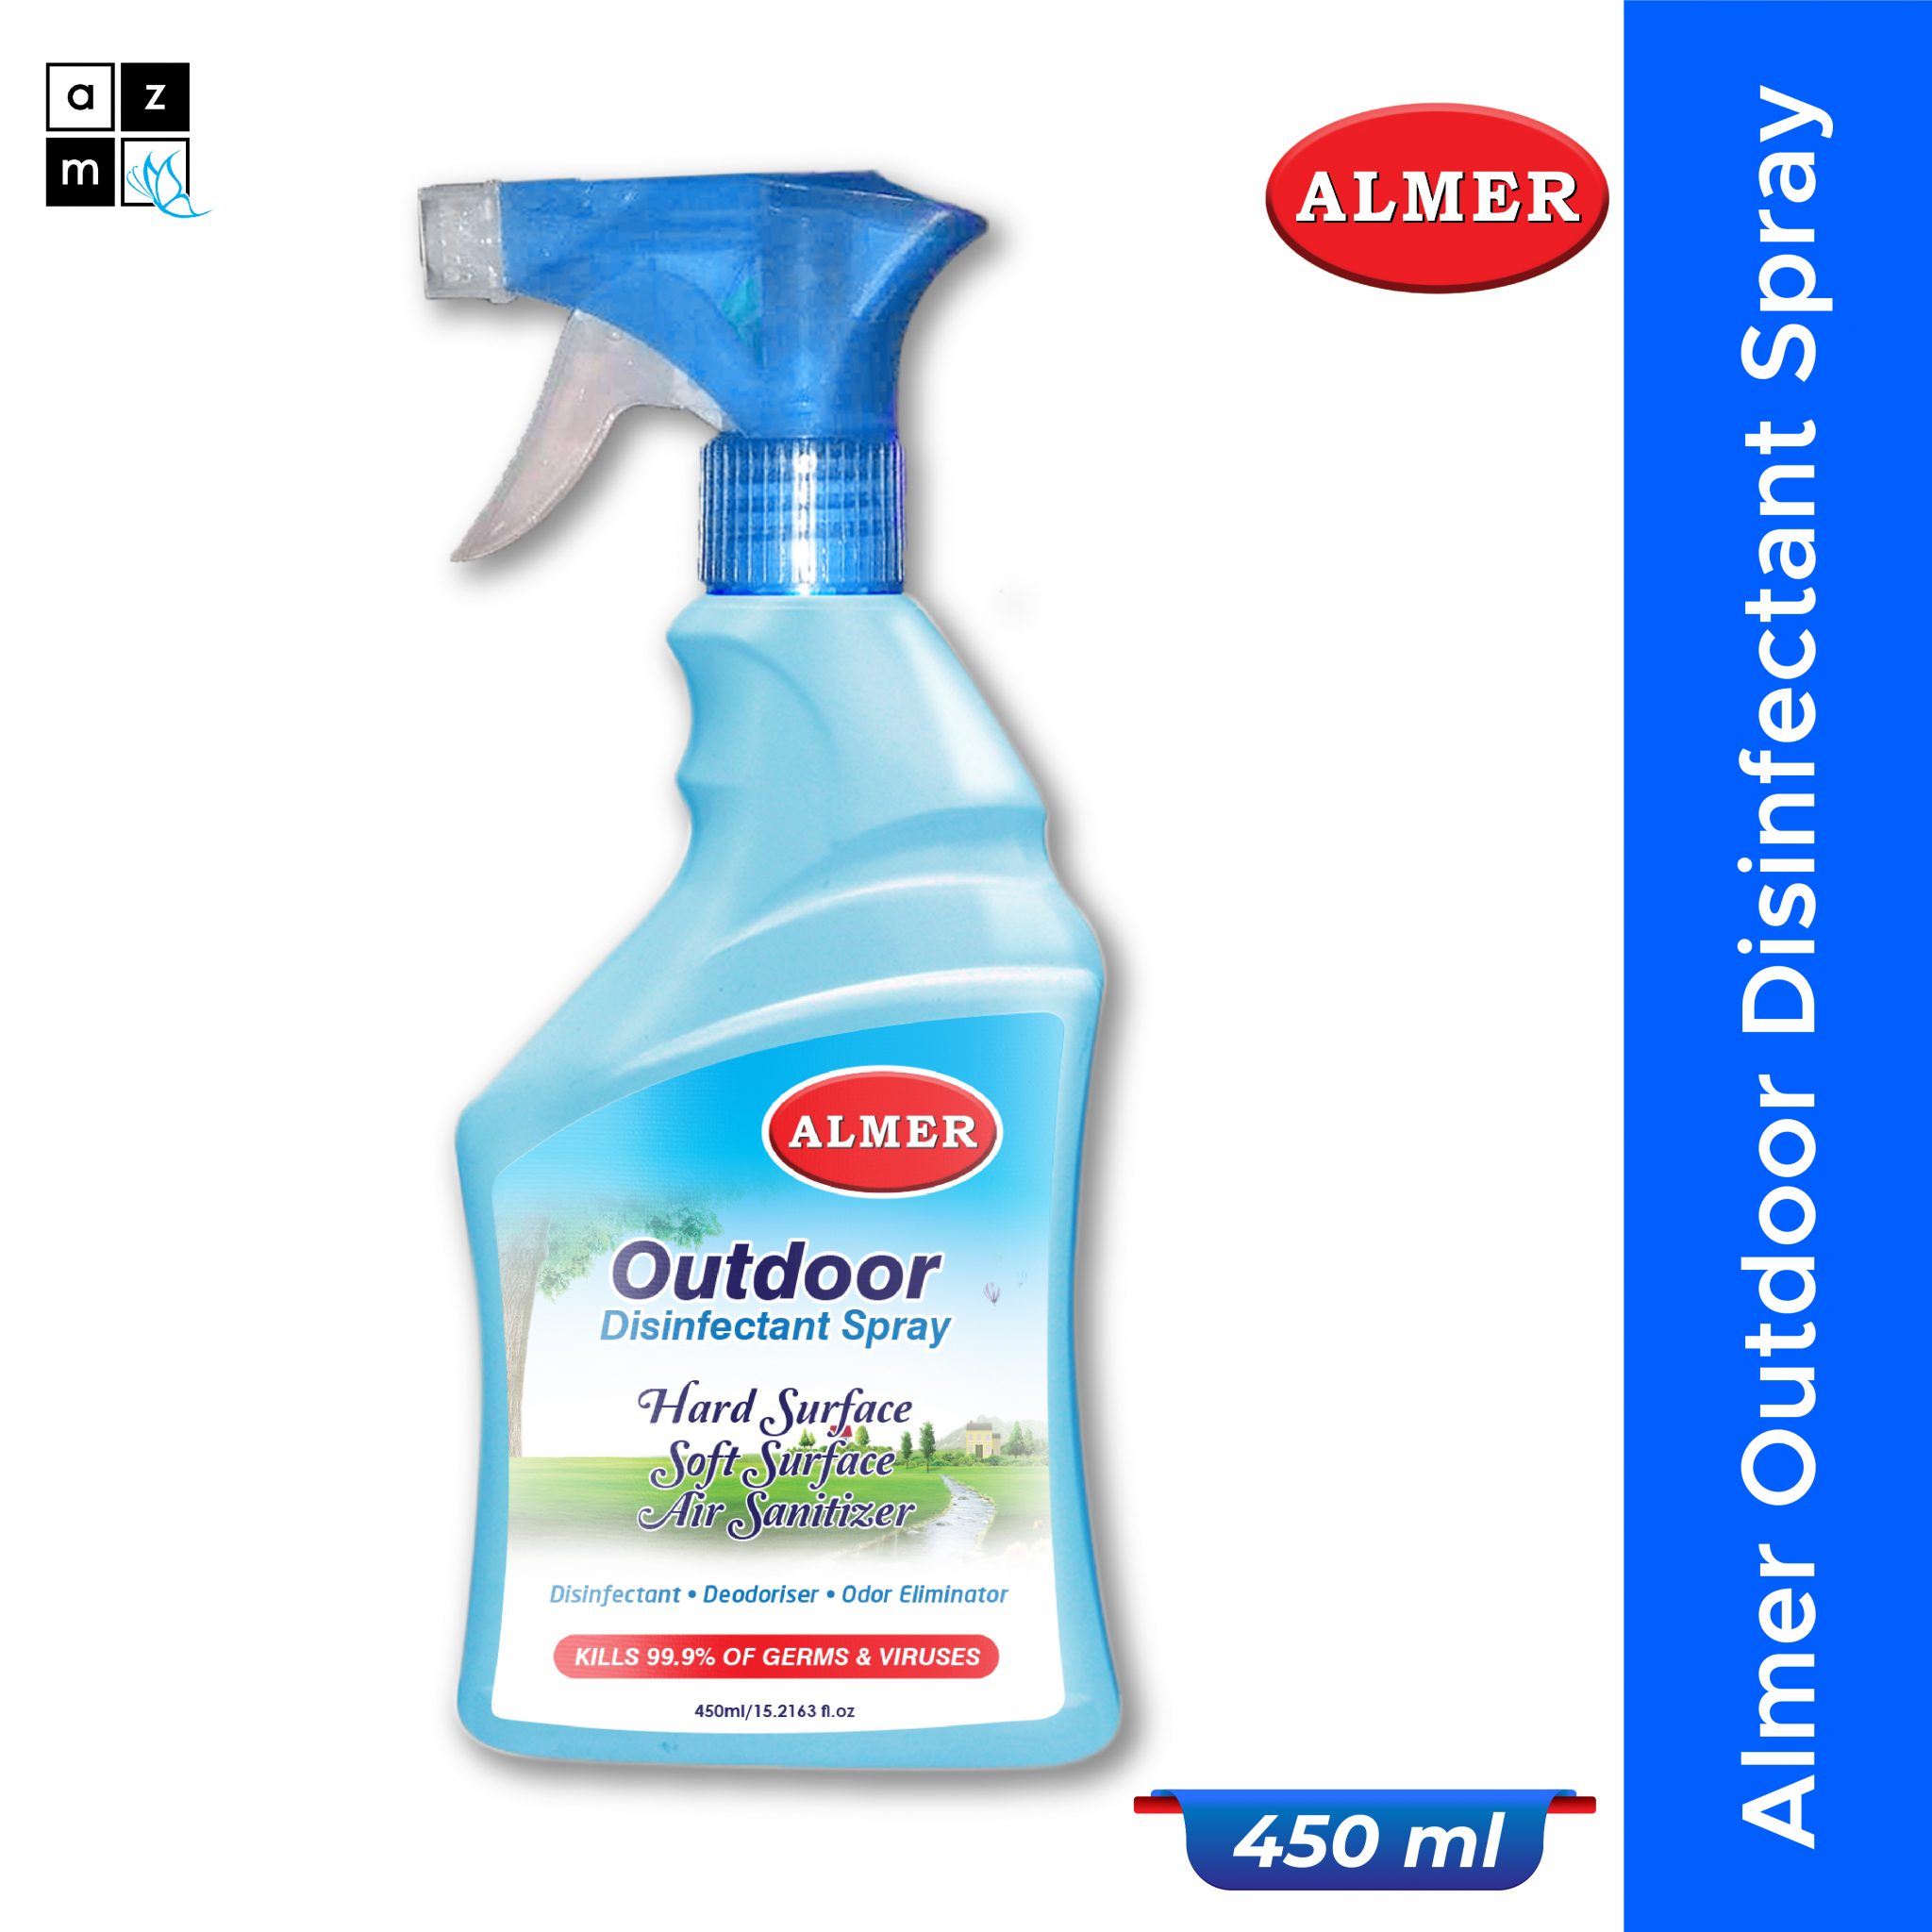 a z
m
ALMER
Almer Outdoor Disinfectant Spray
ALMER
Outdoor
Disinfectant Spray
Hard Surface
Soft Surface
Air Sanitizer
Disinfectant • Deodoriser • Odor Eliminator
KILLS 99.9% OF GERMS & VIRUSES
450ml/15.2163 fl.oz
450 ml